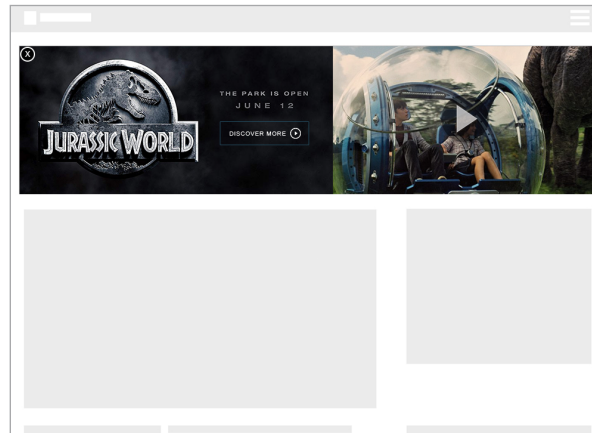 X
JURASSIC WORLD
THE PARK IS OPEN
JUNE 12
DISCOVER MORE